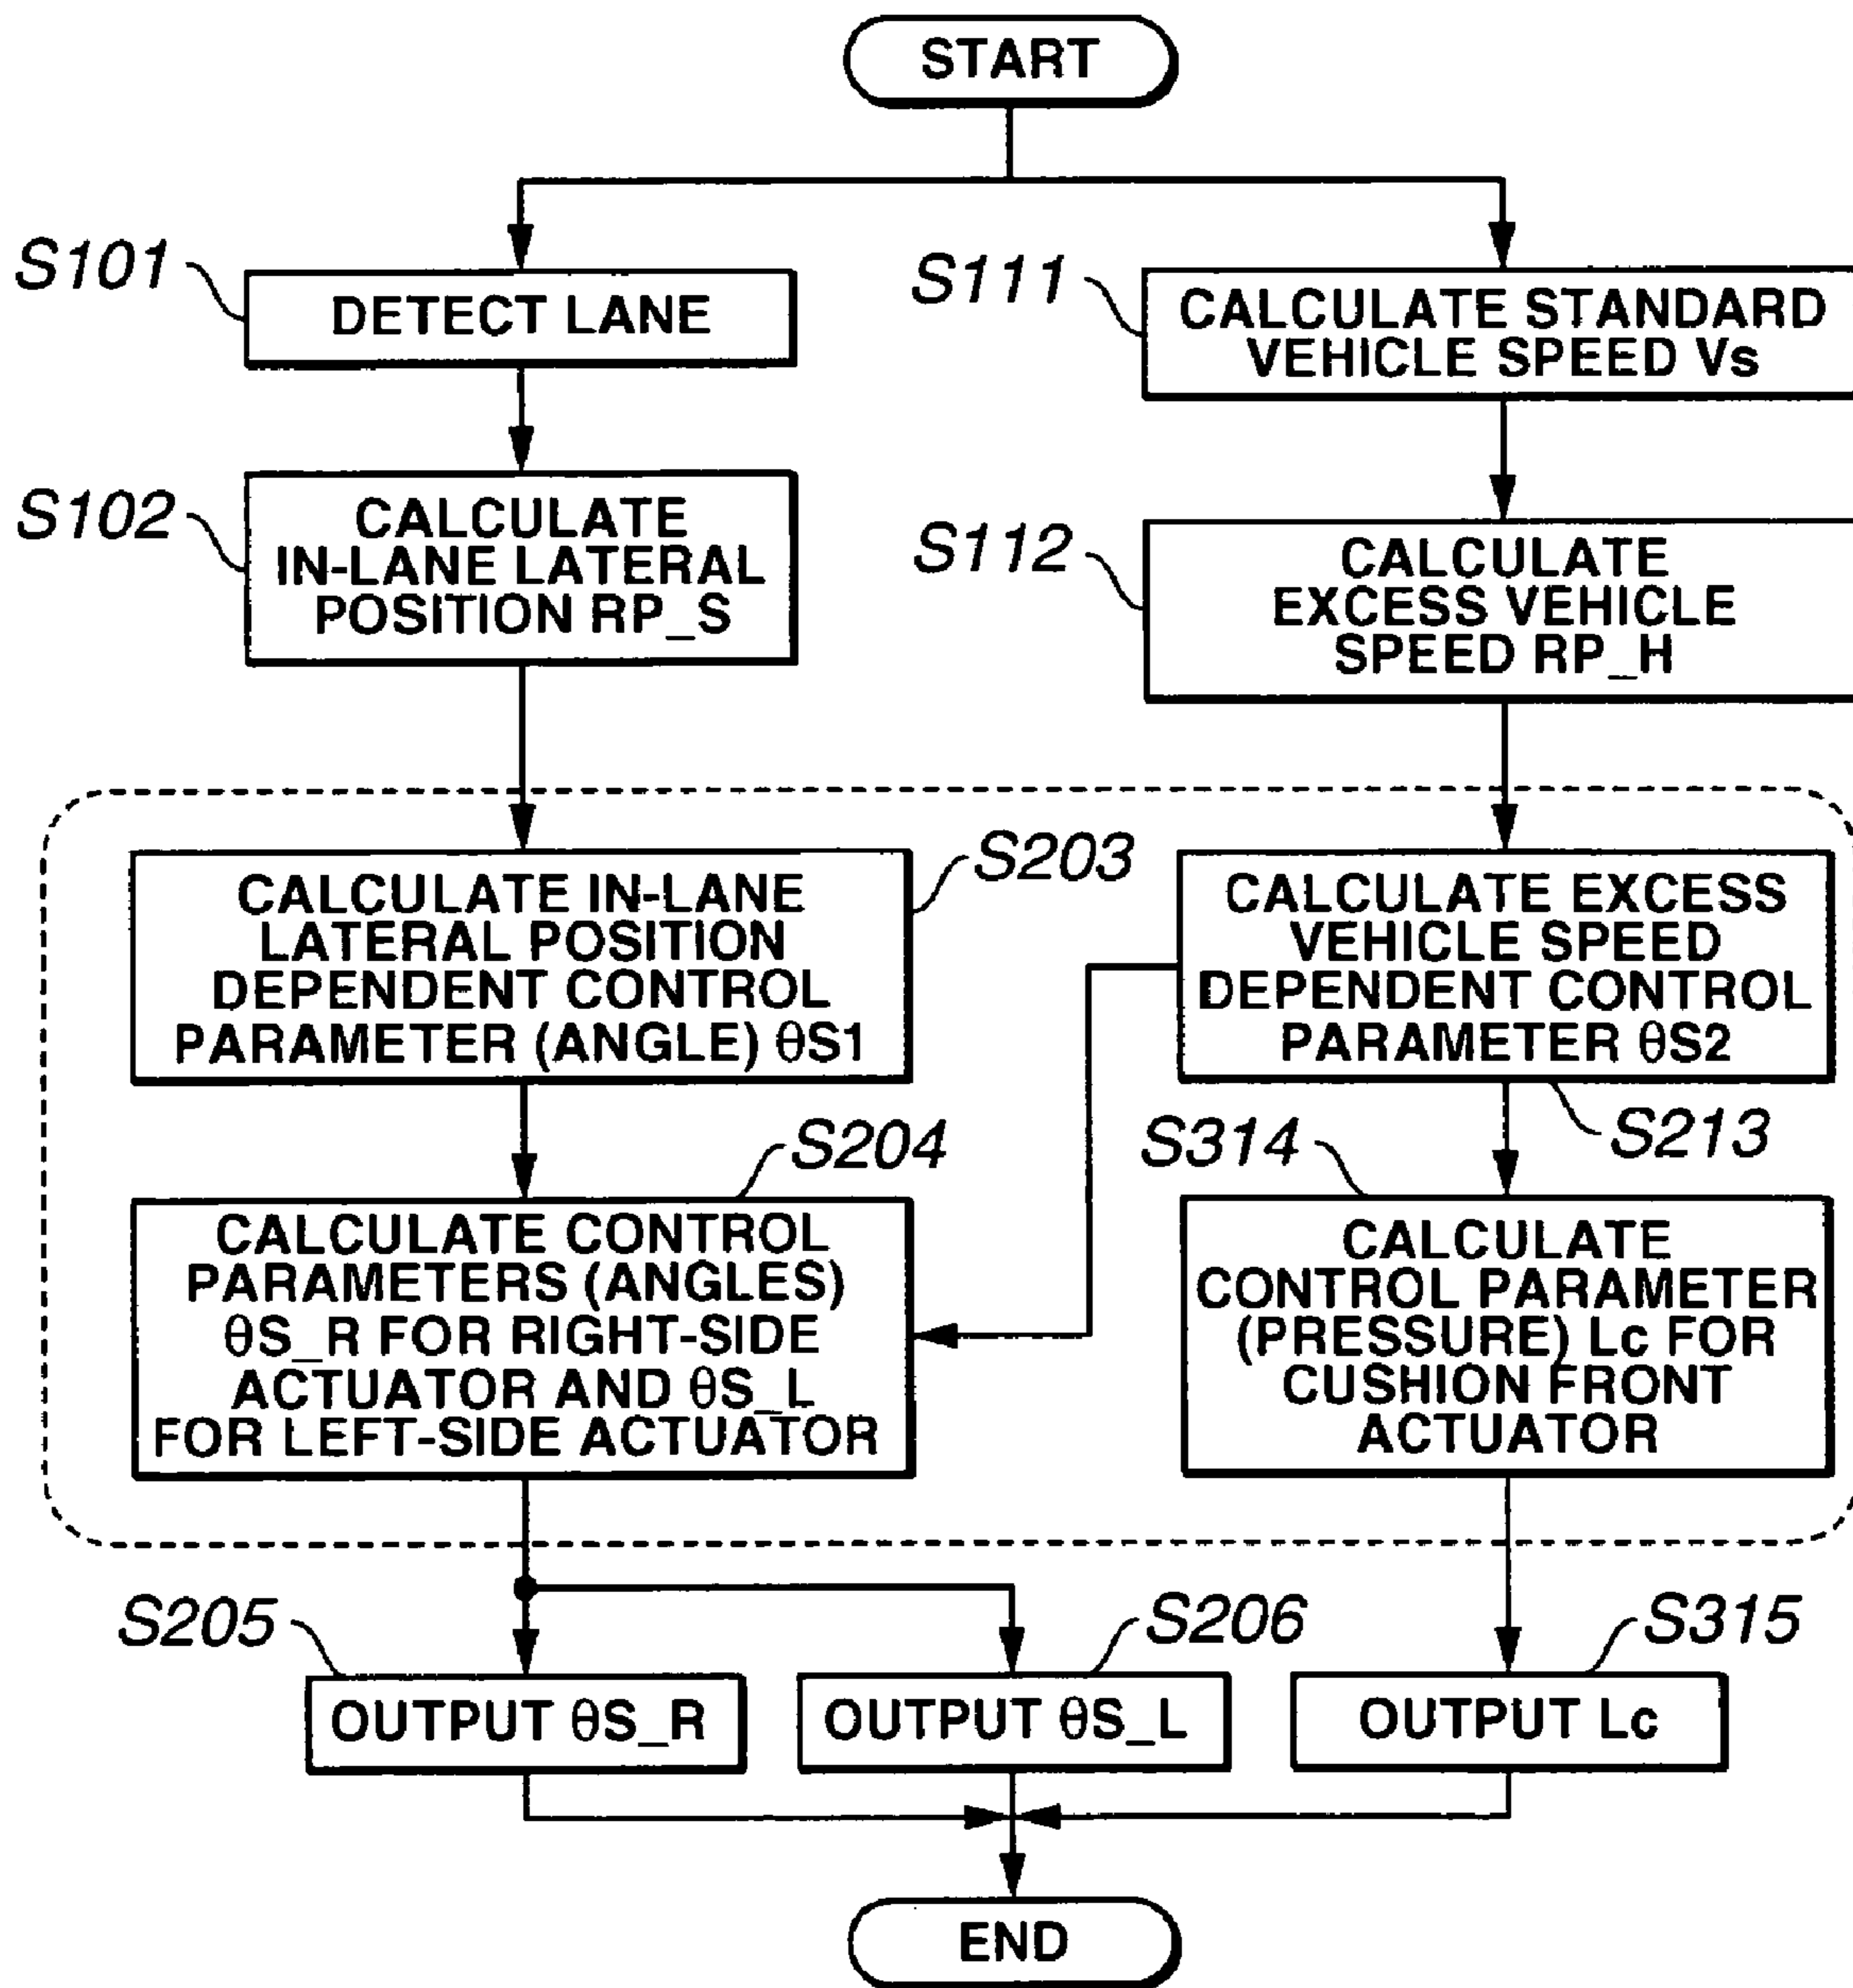 START
S101
DETECT LANE
S111
CALCULATE STANDARD
VEHICLE SPEED Vs
S102
CALCULATE
IN-LANE LATERAL
POSITION RP_S
S112
CALCULATE
EXCESS VEHICLE
SPEED RP_H
S203
CALCULATE IN-LANE
LATERAL POSITION
DEPENDENT CONTROL
PARAMETER (ANGLE) θS1
CALCULATE EXCESS
VEHICLE SPEED
DEPENDENT CONTROL
PARAMETER θS2
S213
S204
CALCULATE CONTROL
PARAMETERS (ANGLES)
θS_R FOR RIGHT-SIDE
ACTUATOR AND θS_L
FOR LEFT-SIDE ACTUATOR
S314
CALCULATE
CONTROL PARAMETER
(PRESSURE) Lc FOR
CUSHION FRONT
ACTUATOR
S205
OUTPUT θS_R
S206
OUTPUT θS_L
S315
OUTPUT Lc
END